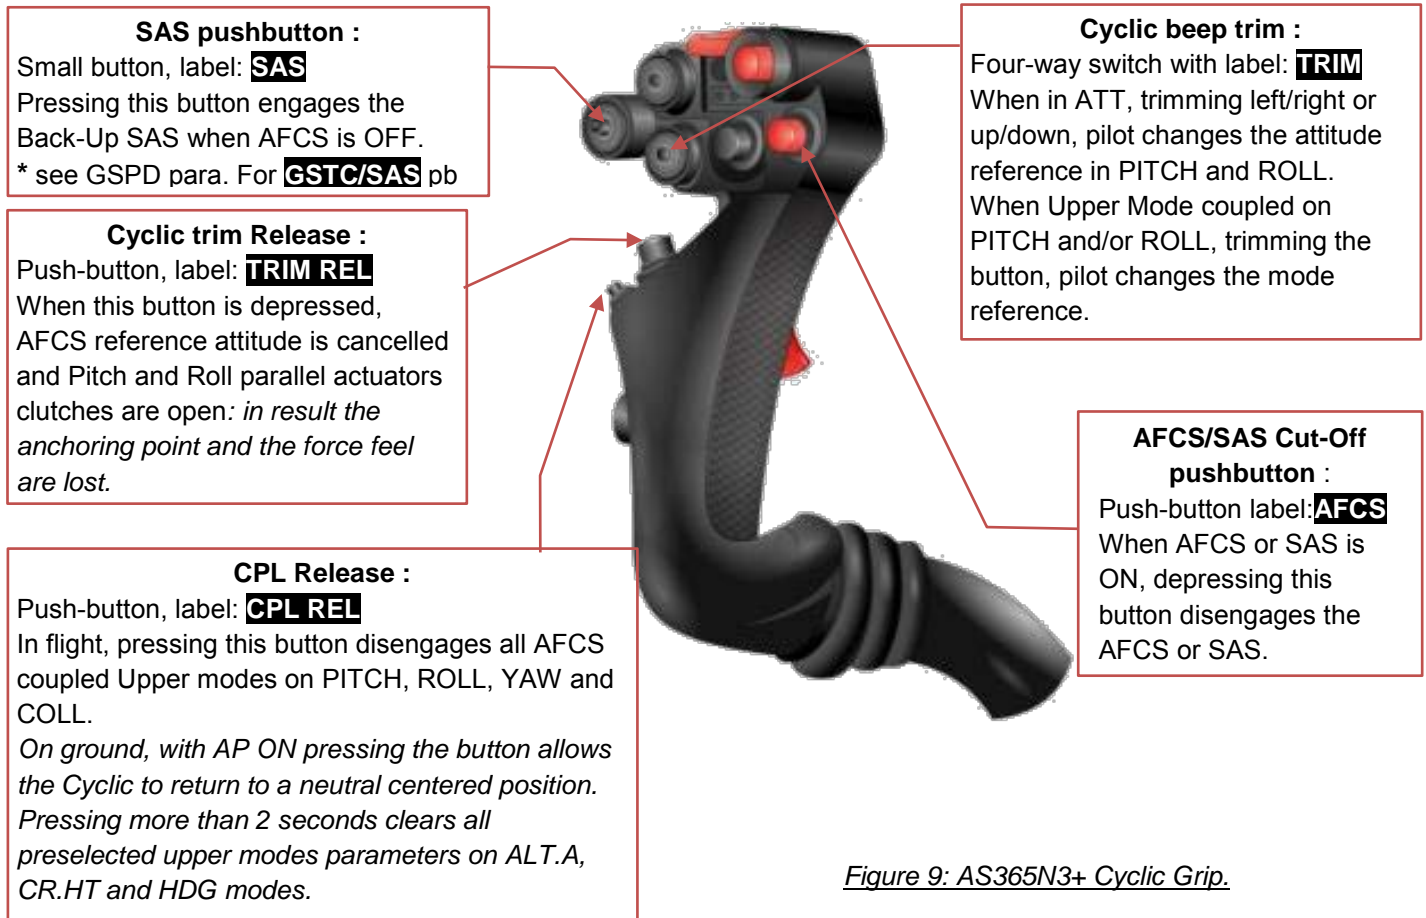 SAS pushbutton :
Small button, label: SAS
Pressing this button engages the
Back-Up SAS when AFCS is OFF.
* see GSPD para. For GSTC/SAS pb
Cyclic trim Release :
Push-button, label: TRIM REL
When this button is depressed,
AFCS reference attitude is cancelled
and Pitch and Roll parallel actuators
clutches are open: in result the
anchoring point and the force feel
are lost.
CPL Release :
Push-button, label: CPL REL
In flight, pressing this button disengages all AFCS
coupled Upper modes on PITCH, ROLL, YAW and
COLL.
On ground, with AP ON pressing the button allows
the Cyclic to return to a neutral centered position.
Pressing more than 2 seconds clears all
preselected upper modes parameters on ALT.A,
CR.HT and HDG modes.
Cyclic beep trim :
Four-way switch with label: TRIM
When in ATT, trimming left/right or
up/down, pilot changes the attitude
reference in PITCH and ROLL.
When Upper Mode coupled on
PITCH and/or ROLL, trimming the
button, pilot changes the mode
reference.
AFCS/SAS Cut-Off
pushbutton :
Push-button label:AFCS
When AFCS or SAS is
ON, depressing this
button disengages the
AFCS or SAS.
Figure 9: AS365N3+ Cyclic Grip.